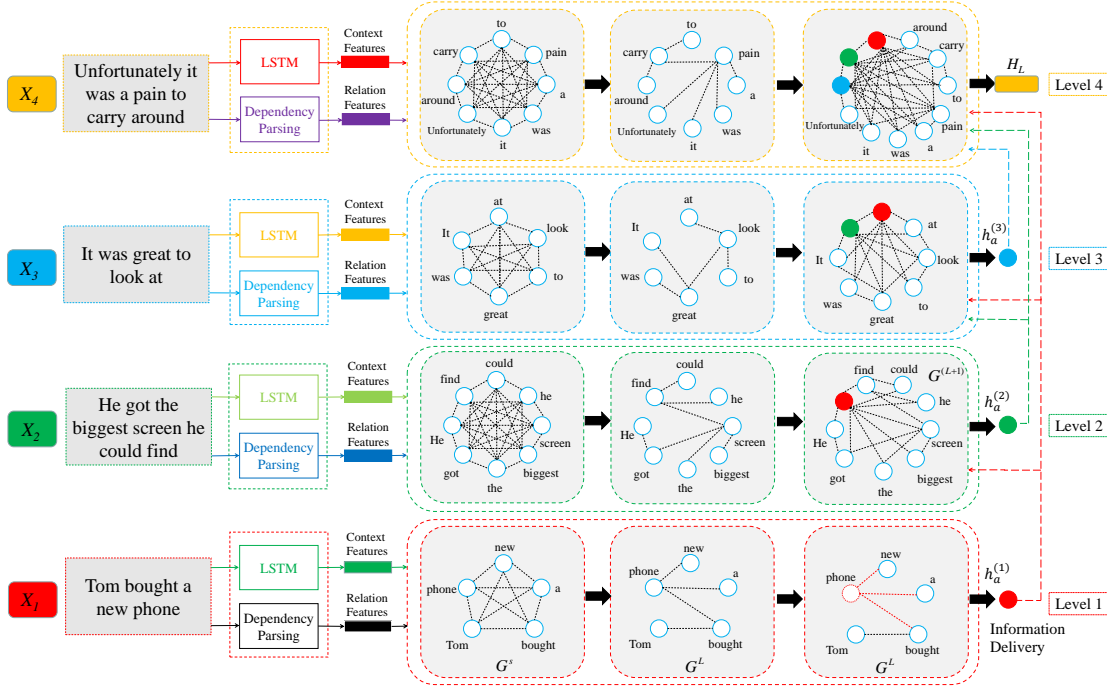 X4
Unfortunately it
was a pain to
carry around
LSTM
Dependency
Parsing
Context
Features
Relation
Features
to
carry
pain
around
a
Unfortunately
was
it
to
carry
pain
around
a
Unfortunately
was
it
around
carry
to
pain
Unfortunately
it
was
a
H_L
Level 4
X3
It was great to
look at
LSTM
Dependency
Parsing
Context
Features
Relation
Features
at
It
look
was
to
great
at
It
look
was
to
great
at
It
look
was
to
great
h_a^(3)
Level 3
X2
He got the
biggest screen he
could find
LSTM
Dependency
Parsing
Context
Features
Relation
Features
could
find
he
He
screen
got
biggest
the
could
find
he
He
screen
got
biggest
the
find
could
G^(L+1)
he
He
screen
got
biggest
the
h_a^(2)
Level 2
X1
Tom bought a
new phone
LSTM
Dependency
Parsing
Context
Features
Relation
Features
new
phone
a
Tom
bought
G^s
new
phone
a
Tom
bought
G^L
new
phone
a
Tom
bought
G^L
h_a^(1)
Level 1
Information
Delivery